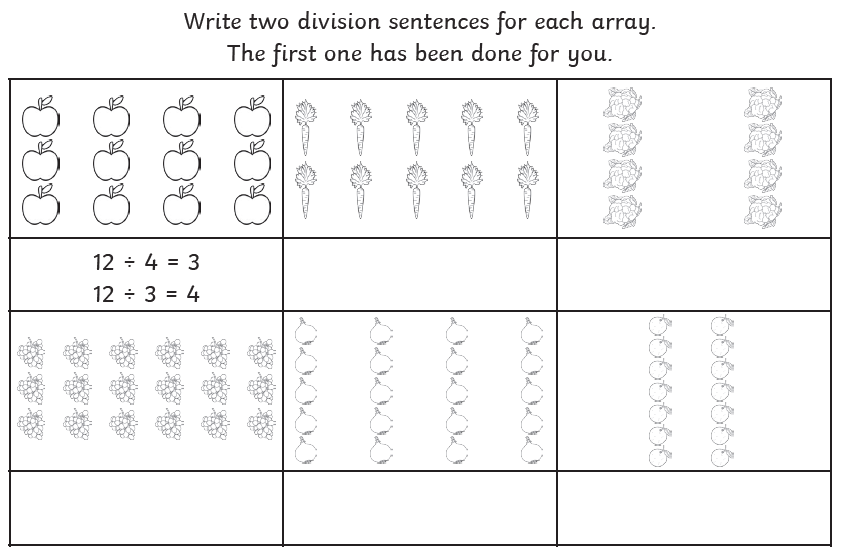 Write two division sentences for each array.
The first one has been done for you.
12 ÷ 4 = 3
12 ÷ 3 = 4